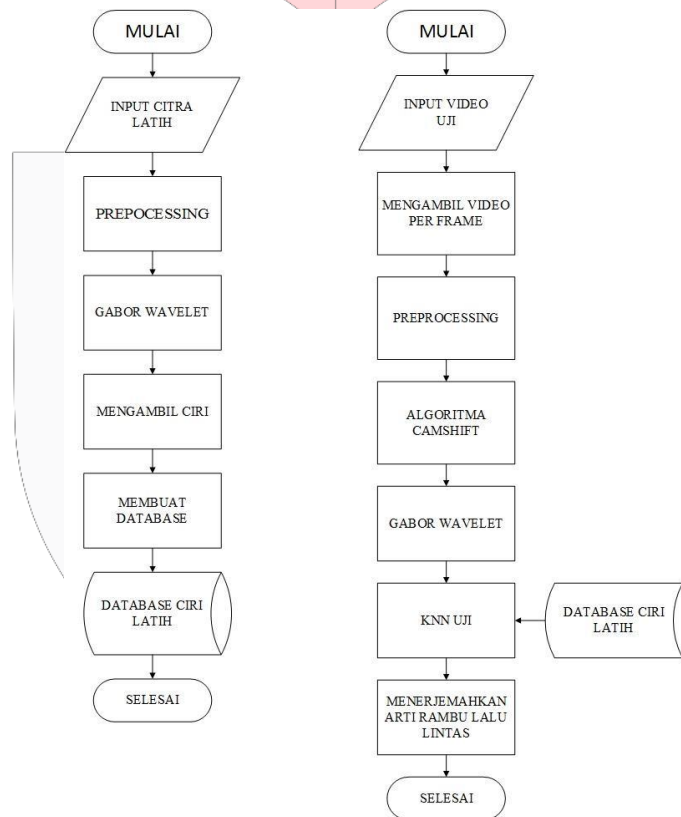 MULAI
INPUT CITRA
LATIH
PREPOCESSING
GABOR WAVELET
MENGAMBIL CIRI
MEMBUAT
DATABASE
DATABASE CIRI
LATIH
SELESAI
MULAI
INPUT VIDEO
UJI
MENGAMBIL VIDEO
PER FRAME
PREPROCESSING
ALGORITMA
CAMSHIFT
GABOR WAVELET
KNN UJI
DATABASE CIRI
LATIH
MENERJEMAHKAN
ARTI RAMBU LALU
LINTAS
SELESAI